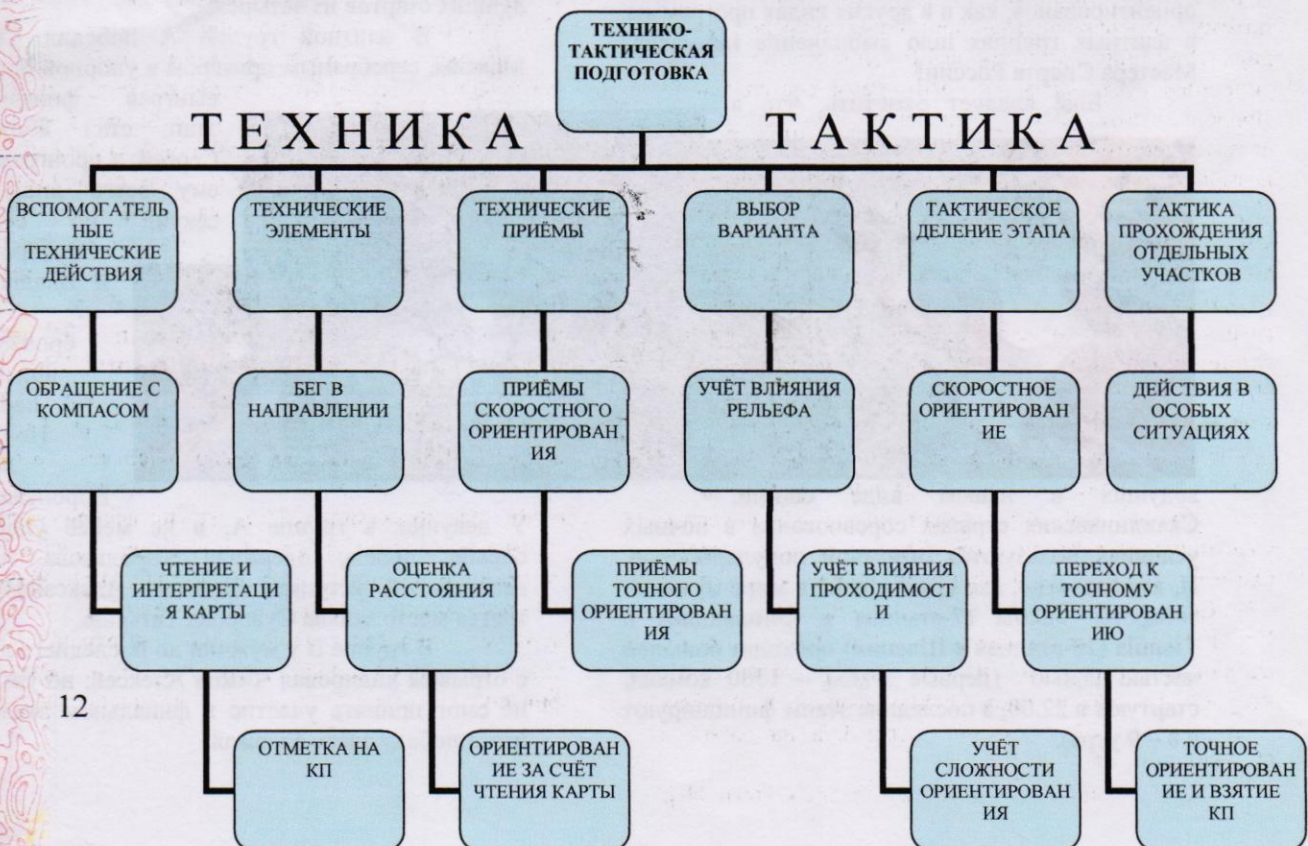 ТЕХНИКО-
ТАКТИЧЕСКАЯ
ПОДГОТОВКА
ТЕХНИКА
ТАКТИКА
ВСПОМОГАТЕЛЬ
НЫЕ
ТЕХНИЧЕСКИЕ
ДЕЙСТВИЯ
ТЕХНИЧЕСКИЕ
ЭЛЕМЕНТЫ
ТЕХНИЧЕСКИЕ
ПРИЁМЫ
ВЫБОР
ВАРИАНТА
ТАКТИЧЕСКОЕ
ДЕЛЕНИЕ ЭТАПА
ТАКТИКА
ПРОХОЖДЕНИЯ
ОТДЕЛЬНЫХ
УЧАСТКОВ
ОБРАЩЕНИЕ С
КОМПАСОМ
БЕГ В
НАПРАВЛЕНИИ
ПРИЁМЫ
СКОРОСТНОГО
ОРИЕНТИРОВАН
ИЯ
УЧЁТ ВЛИЯНИЯ
РЕЛЬЕФА
СКОРОСТНОЕ
ОРИЕНТИРОВАН
ИЕ
ДЕЙСТВИЯ В
ОСОБЫХ
СИТУАЦИЯХ
ЧТЕНИЕ И
ИНТЕРПРЕТАЦИ
Я КАРТЫ
ОЦЕНКА
РАССТОЯНИЯ
ПРИЁМЫ
ТОЧНОГО
ОРИЕНТИРОВАН
ИЯ
УЧЁТ ВЛИЯНИЯ
ПРОХОДИМОСТ
И
ПЕРЕХОД К
ТОЧНОМУ
ОРИЕНТИРОВАН
ИЮ
12
ОТМЕТКА НА
КП
ОРИЕНТИРОВАН
ИЕ ЗА СЧЁТ
ЧТЕНИЯ КАРТЫ
УЧЁТ
СЛОЖНОСТИ
ОРИЕНТИРОВАН
ИЯ
ТОЧНОЕ
ОРИЕНТИРОВАН
ИЕ И ВЗЯТИЕ
КП